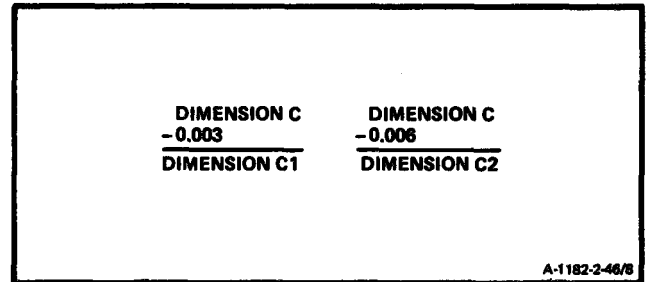 DIMENSION C DIMENSION C
-0.003 -0.006
DIMENSION C1 DIMENSION C2
A-1182-2-46/8